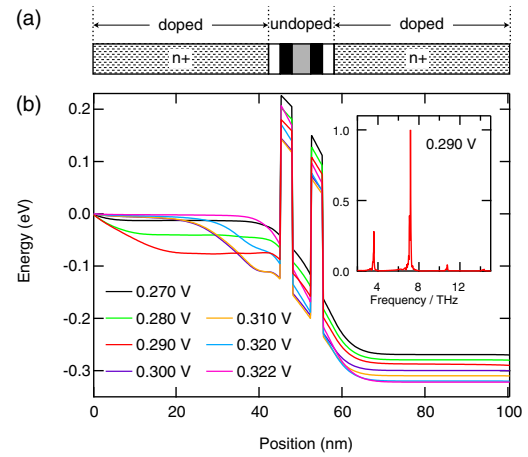 (a)
doped undoped doped
n+ n+
(b)
0.2
0.1
0.0
-0.1
-0.2
-0.3
Energy (eV)
0.270 V
0.280 V 0.310 V
0.290 V 0.320 V
0.300 V 0.322 V
0.290 V
1.0
0.5
0.0
4 8 12
Frequency / THz
0 20 40 60 80 100
Position (nm)